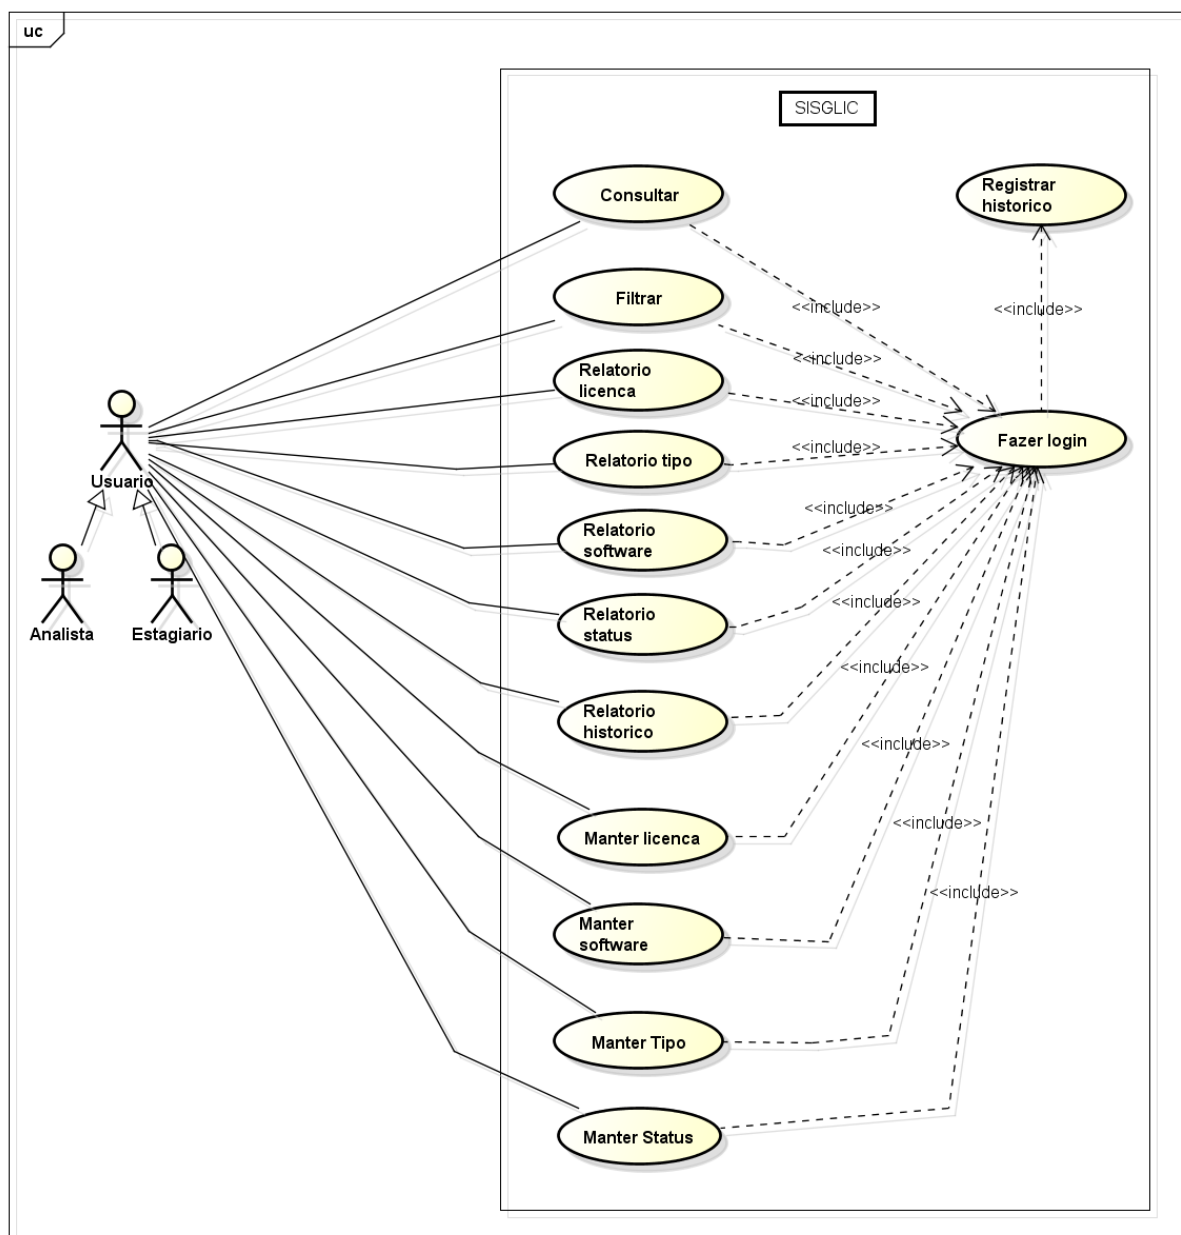 uc
SISGLIC
Consultar
Registrar
historico
Filtrar
<<include>>
<<include>>
<<include>>
Relatorio
licenca
<<include>>
Fazer login
Relatorio tipo
<<include>>
Usuario
Relatorio
software
<<include>>
<<include>>
Analista
Estagiario
Relatorio
status
<<include>>
<<include>>
Relatorio
historico
<<include>>
Manter licenca
<<include>>
<<include>>
Manter
software
Manter Tipo
Manter Status